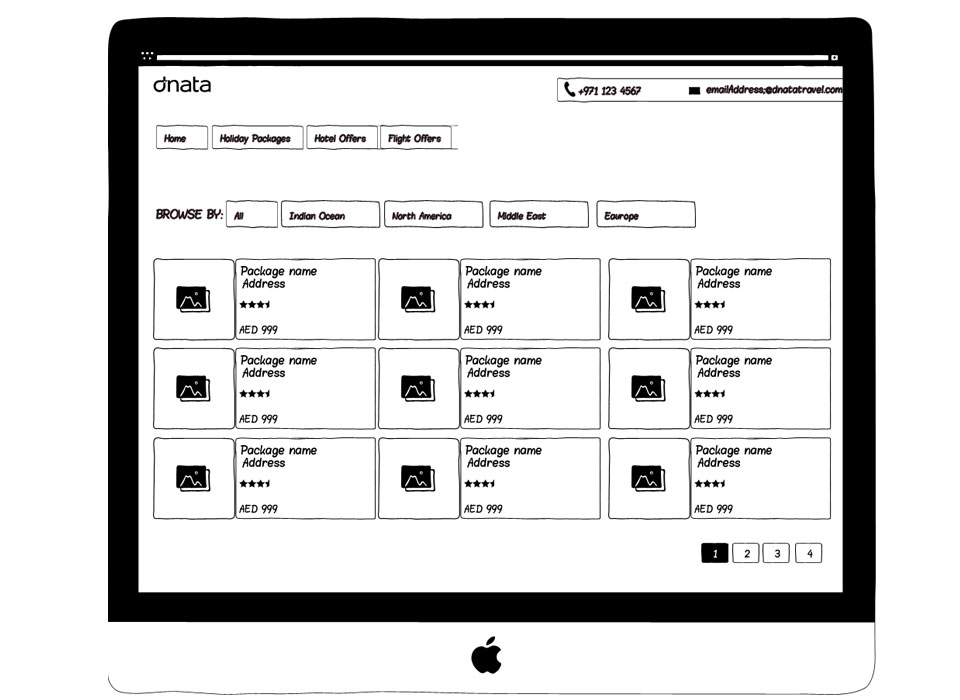 dnata
+971 123 4567 emailAddress;@dnatatravel.com
Home Holiday Packages Hotel Offers Flight Offers
BROWSE BY: All Indian Ocean North America Middle East Eaurope
Package name Package name Package name
Address Address Address
AED 999 AED 999 AED 999
Package name Package name Package name
Address Address Address
AED 999 AED 999 AED 999
Package name Package name Package name
Address Address Address
AED 999 AED 999 AED 999
1 2 3 4